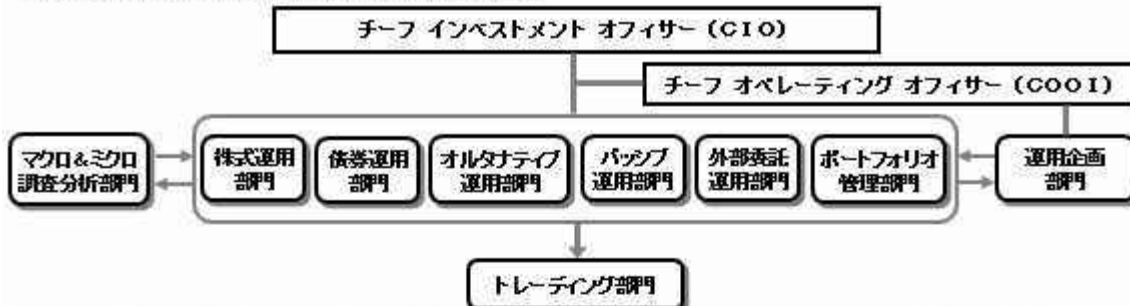 チーフ インベストメント オフィサー (CIO)
チーフ オペレーティング オフィサー (COOI)
マクロ&ミクロ
調査分析部門
株式運用
部門
債券運用
部門
オルタナティブ
運用部門
パッシブ
運用部門
外部委託
運用部門
ポートフォリオ
管理部門
運用企画
部門
トレーディング部門